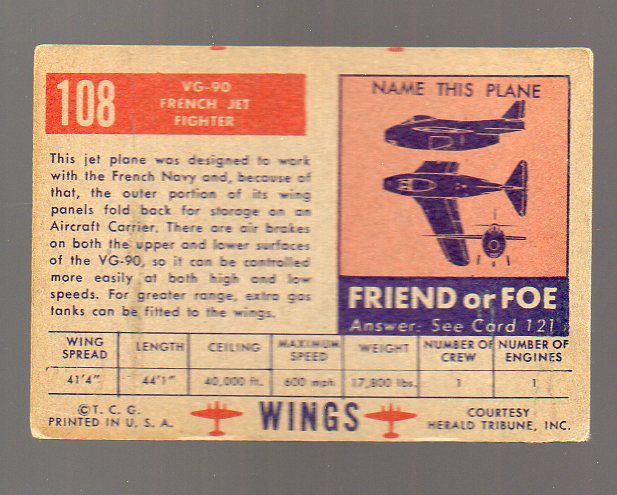 108
VG-90
FRENCH JET
FIGHTER
This jet plane was designed to work
with the French Navy and, because of
that, the outer portion of its wing
panels fold back for storage on an
Aircraft Carrier. There are air brakes
on both the upper and lower surfaces
of the VG-90, so it can be controlled
more easily at both high and low
speeds. For greater range, extra gas
tanks can be fitted to the wings.
NAME THIS PLANE
FRIEND or FOE
Answer: See Card 121
WING SPREAD
LENGTH
CEILING
MAXIMUM SPEED
WEIGHT
NUMBER OF CREW
NUMBER OF ENGINES
41'4"
44'1"
40,000 ft.
600 mph
17,800 lbs.
1
1
©T. C. G.
PRINTED IN U. S. A.
WINGS
COURTESY
HERALD TRIBUNE, INC.